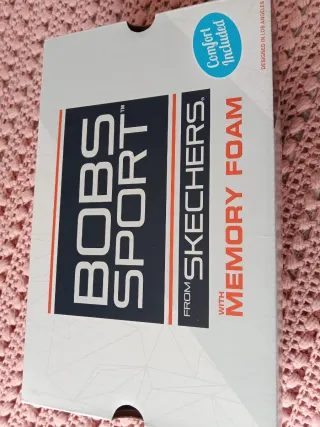 BOBS
SPORT™
FROM SKECHERS®
WITH
MEMORY FOAM
Comfort
Included
DESIGNED IN LOS ANGELES